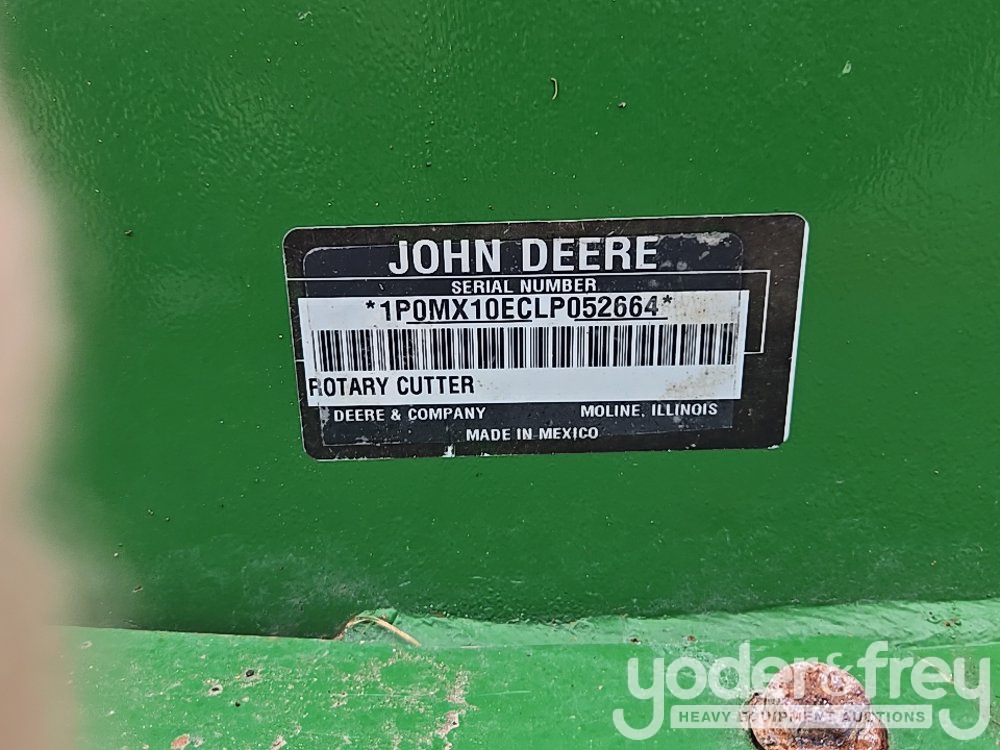 JOHN DEERE
SERIAL NUMBER
*1P0MX10ECLP052664*
ROTARY CUTTER
DEERE & COMPANY MOLINE, ILLINOIS
MADE IN MEXICO
yoder&frey
HEAVY EQUIPMENT AUCTIONS